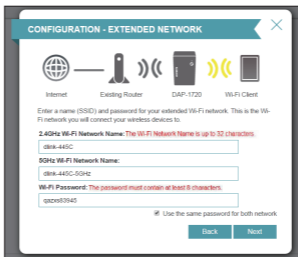 CONFIGURATION - EXTENDED NETWORK
Internet Existing Router DAP-1720 Wi-Fi Client
Enter a name (SSID) and password for your extended Wi-Fi network. This is the Wi-
Fi network you will connect your wireless devices to.
2.4GHz Wi-Fi Network Name: The Wi-Fi Network Name is up to 32 characters.
dlink-445C
5GHz Wi-Fi Network Name:
dlink-445C-5GHz
Wi-Fi Password: The password must contain at least 8 characters.
qazxs63945
Use the same password for both network
Back Next